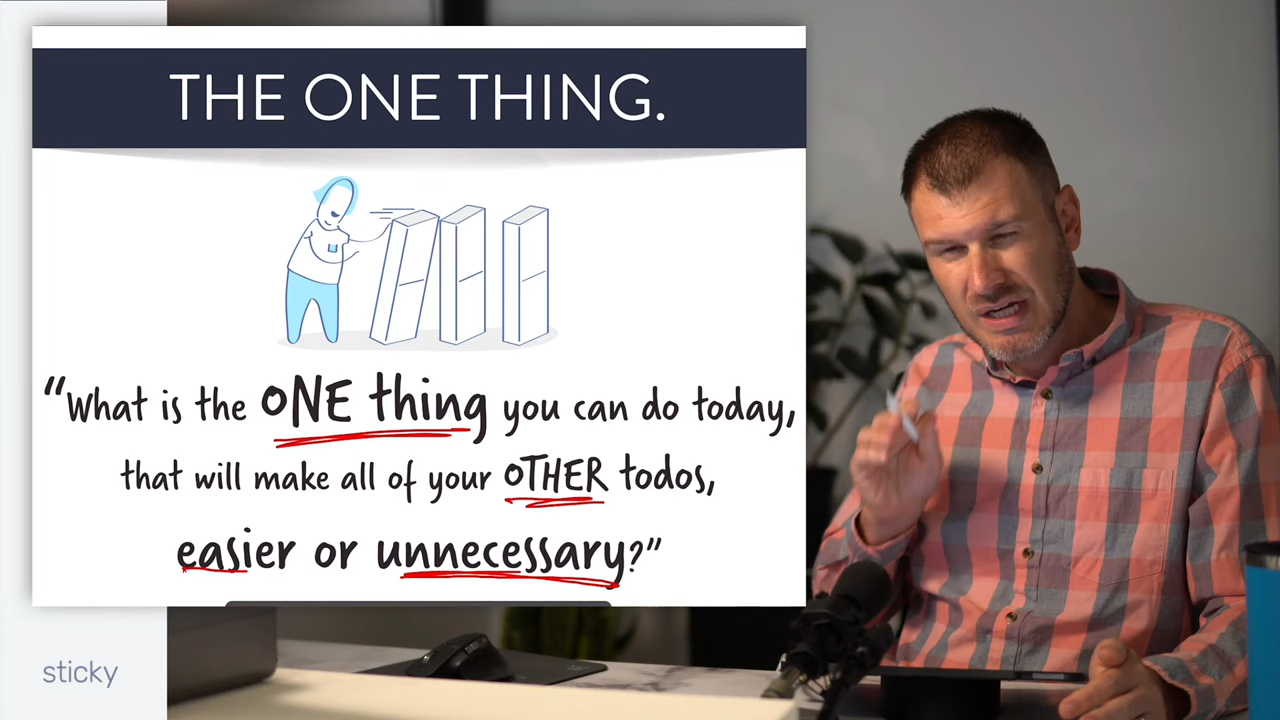 THE ONE THING.
“What is the ONE thing you can do today,
that will make all of your OTHER todos,
easier or unnecessary?”
sticky